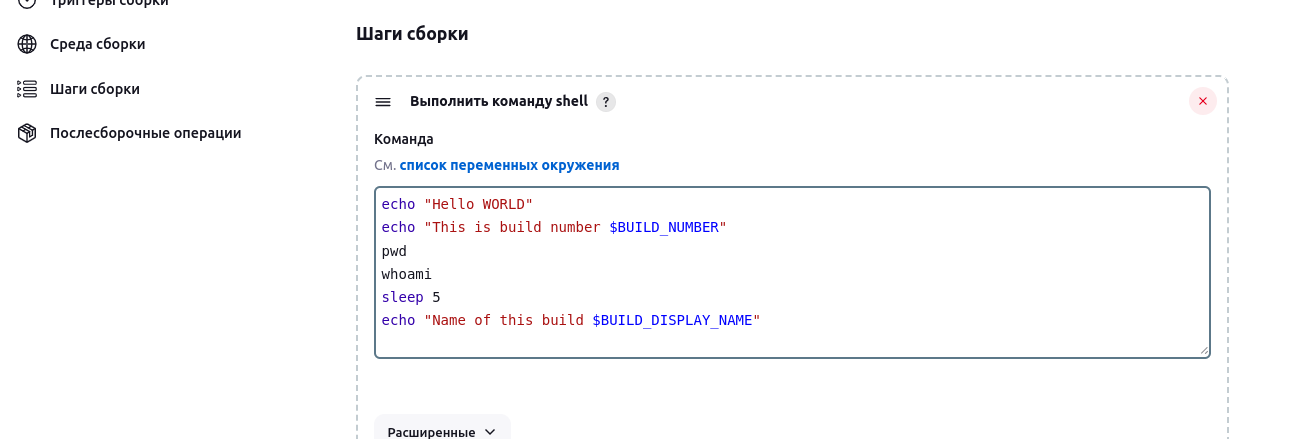 Триггеры сборки
Среда сборки
Шаги сборки
Послесборочные операции
Шаги сборки
Выполнить команду shell ?
Команда
См. список переменных окружения
echo "Hello WORLD"
echo "This is build number $BUILD_NUMBER"
pwd
whoami
sleep 5
echo "Name of this build $BUILD_DISPLAY_NAME"
Расширенные